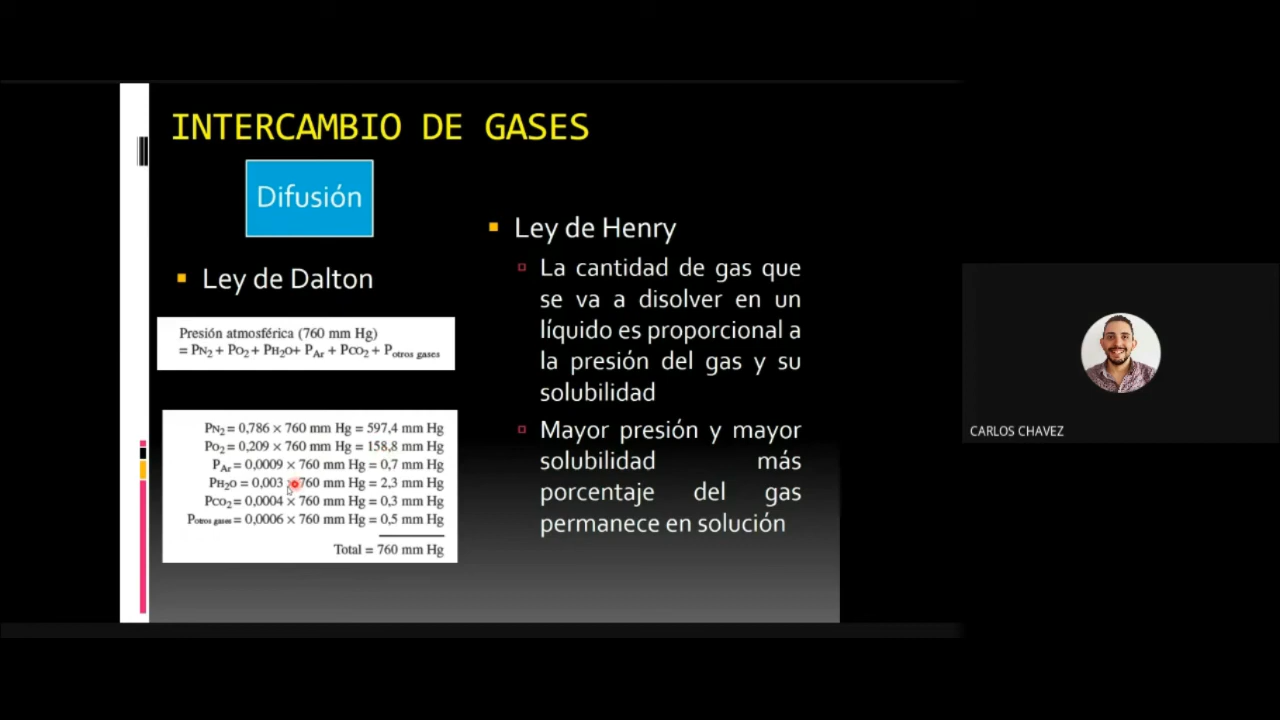 INTERCAMBIO DE GASES
Difusión
Ley de Dalton
Presión atmosférica (760 mm Hg)
= PN₂ + PO₂ + PH₂O+ P_Ar + PCO₂ + P_otros gases
PN₂ = 0,786 × 760 mm Hg = 597,4 mm Hg
PO₂ = 0,209 × 760 mm Hg = 158,8 mm Hg
P_Ar = 0,0009 × 760 mm Hg = 0,7 mm Hg
PH₂O = 0,003 × 760 mm Hg = 2,3 mm Hg
PCO₂ = 0,0004 × 760 mm Hg = 0,3 mm Hg
P_otros gases = 0,0006 × 760 mm Hg = 0,5 mm Hg
Total = 760 mm Hg
Ley de Henry
La cantidad de gas que
se va a disolver en un
líquido es proporcional a
la presión del gas y su
solubilidad
Mayor presión y mayor
solubilidad más
porcentaje del gas
permanece en solución
CARLOS CHAVEZ